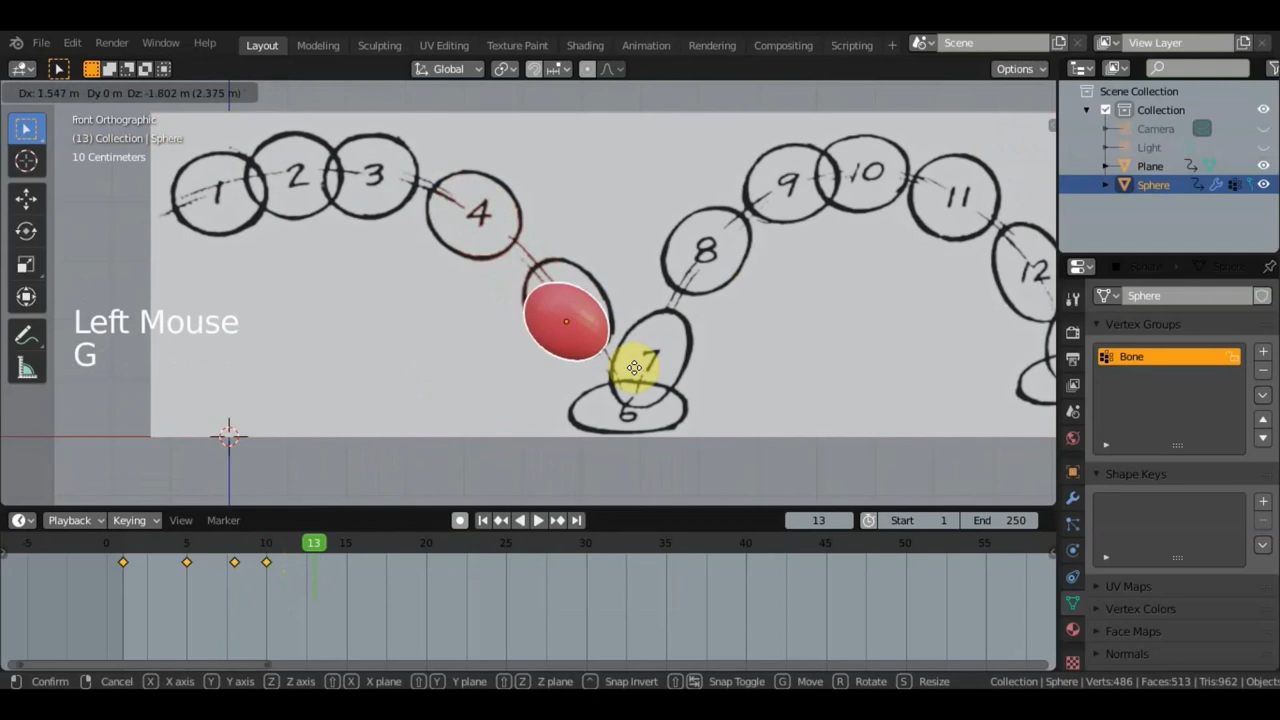 File Edit Render Window Help Layout Modeling Sculpting UV Editing Texture Paint Shading Animation Rendering Compositing Scripting + Scene View Layer
Global Options
Dx: 1.547 m Dy 0 m Dz: -1.802 m (2.375 m)
Front Orthographic
(13) Collection | Sphere
10 Centimeters
1 2 3 4 7 6 8 9 10 11 12
Left Mouse
G
Scene Collection
Collection
Camera
Light
Plane
Sphere
Sphere
Vertex Groups
Bone
Shape Keys
UV Maps
Vertex Colors
Face Maps
Normals
Playback Keying View Marker 13 Start 1 End 250
-5 0 5 10 13 15 20 25 30 35 40 45 50 55
Confirm Cancel X X axis Y Y axis Z Z axis X X plane Y Y plane Z Z plane Snap Invert Snap Toggle G Move R Rotate S Resize Collection | Sphere | Verts:486 | Faces:513 | Tris:962 | Objects